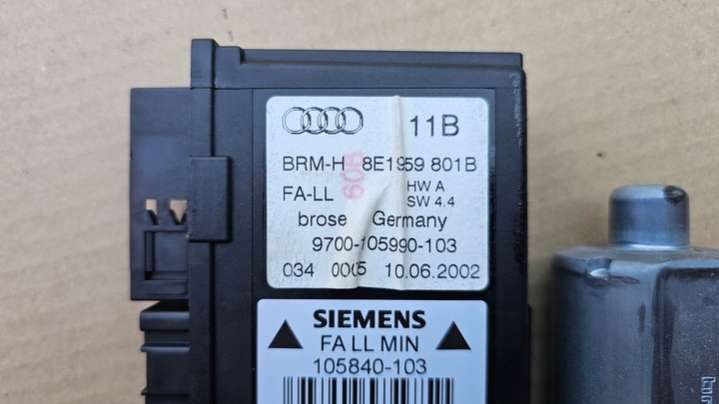 11B
BRM-H 8E1959 801B
60B
FA-LL HW A
SW 4.4
brose Germany
9700-105990-103
034 0005 10.06.2002
SIEMENS
FA LL MIN
105840-103